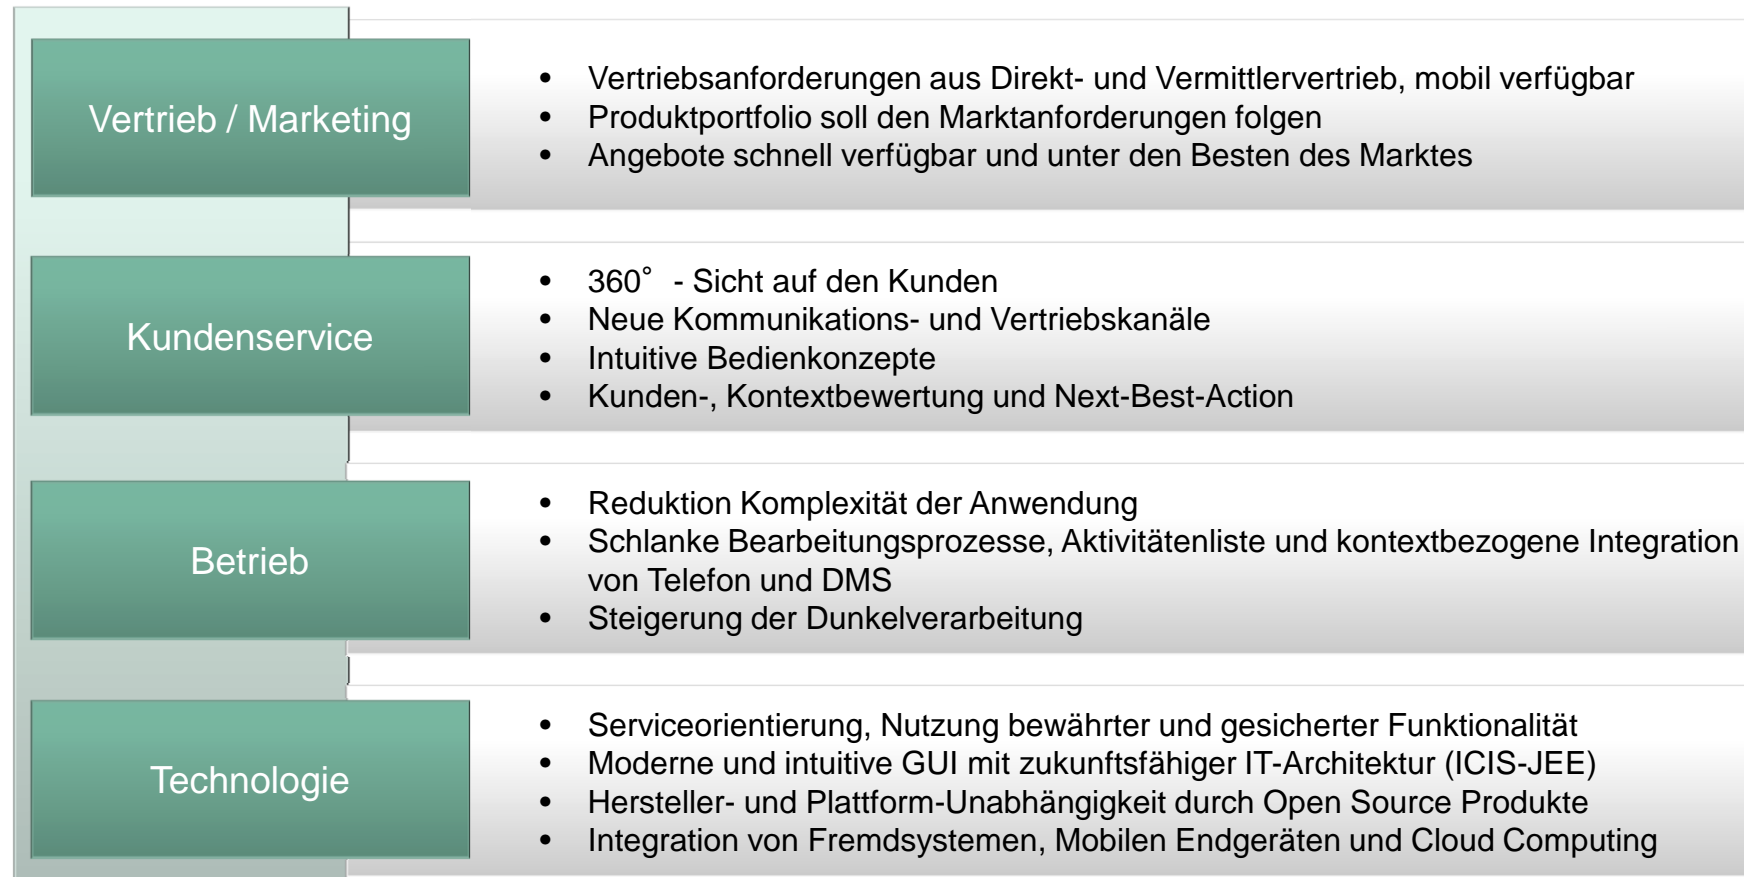 Vertrieb / Marketing
• Vertriebsanforderungen aus Direkt- und Vermittlervertrieb, mobil verfügbar
• Produktportfolio soll den Marktanforderungen folgen
• Angebote schnell verfügbar und unter den Besten des Marktes
Kundenservice
• 360° - Sicht auf den Kunden
• Neue Kommunikations- und Vertriebskanäle
• Intuitive Bedienkonzepte
• Kunden-, Kontextbewertung und Next-Best-Action
Betrieb
• Reduktion Komplexität der Anwendung
• Schlanke Bearbeitungsprozesse, Aktivitätenliste und kontextbezogene Integration
von Telefon und DMS
• Steigerung der Dunkelverarbeitung
Technologie
• Serviceorientierung, Nutzung bewährter und gesicherter Funktionalität
• Moderne und intuitive GUI mit zukunftsfähiger IT-Architektur (ICIS-JEE)
• Hersteller- und Plattform-Unabhängigkeit durch Open Source Produkte
• Integration von Fremdsystemen, Mobilen Endgeräten und Cloud Computing